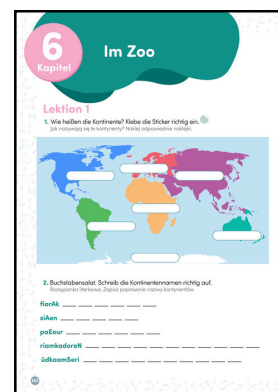 6
Kapitel
Im Zoo
Lektion 1
1. Wie heißen die Kontinente? Klebe die Sticker richtig ein.
Jak nazywają się te kontynenty? Naklej odpowiednie naklejki.
2. Buchstabensalat. Schreib die Kontinentennamen richtig auf.
Rozsypanka literkowa. Zapisz poprawnie nazwy kontynentów.
fiarAk
siAen
paEour
riamkadoreN
üdkaamSeri